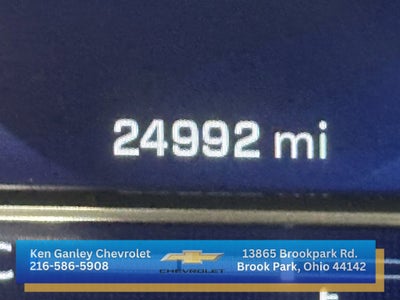 24992 mi
Ken Ganley Chevrolet
216-586-5908
CHEVROLET
13865 Brookpark Rd.
Brook Park, Ohio 44142